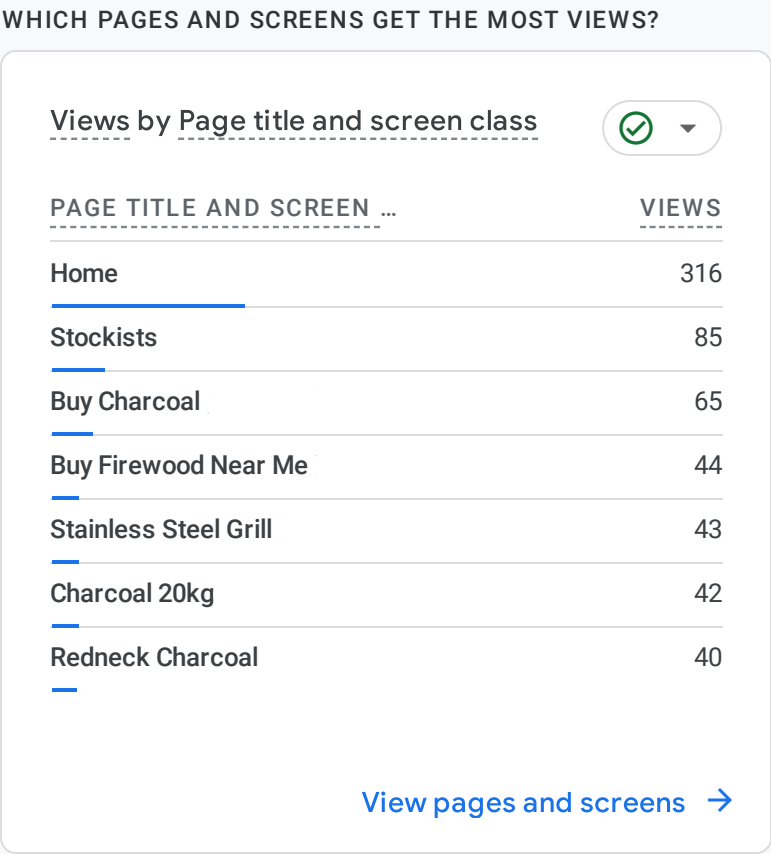 WHICH PAGES AND SCREENS GET THE MOST VIEWS?
Views by Page title and screen class
PAGE TITLE AND SCREEN … VIEWS
Home 316
Stockists 85
Buy Charcoal 65
Buy Firewood Near Me 44
Stainless Steel Grill 43
Charcoal 20kg 42
Redneck Charcoal 40
View pages and screens